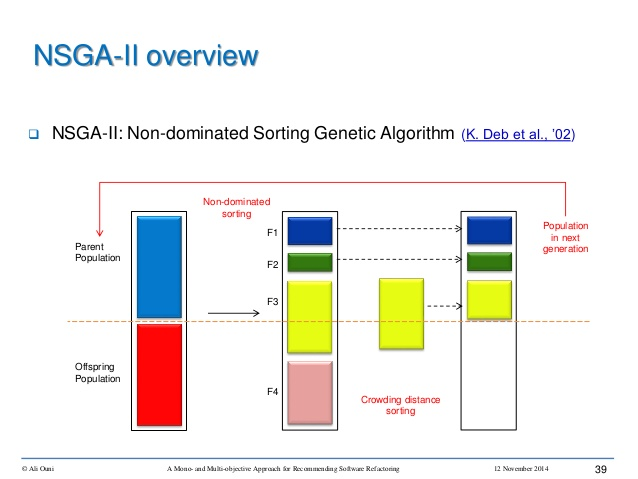 NSGA-II overview
NSGA-II: Non-dominated Sorting Genetic Algorithm (K. Deb et al., ’02)
Non-dominated
sorting
Population
in next
generation
F1
Parent
Population
F2
F3
Offspring
Population
F4
Crowding distance
sorting
© Ali Ouni
A Mono- and Multi-objective Approach for Recommending Software Refactoring
12 November 2014
39